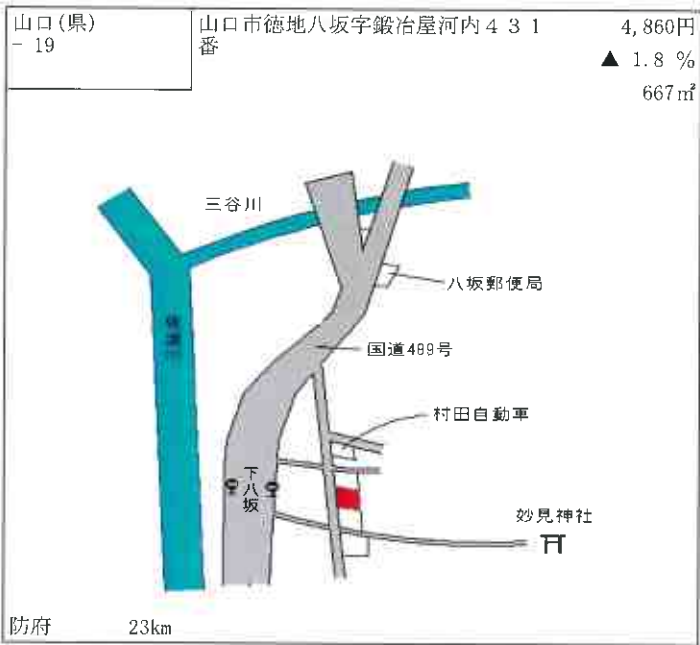 山口(県)
- 19
山口市徳地八坂字鍛冶屋河内４３１
番
4,860円
▲ 1.8 %
667㎡
三谷川
八坂郵便局
国道489号
村田自動車
下八坂
妙見神社
防府 23km